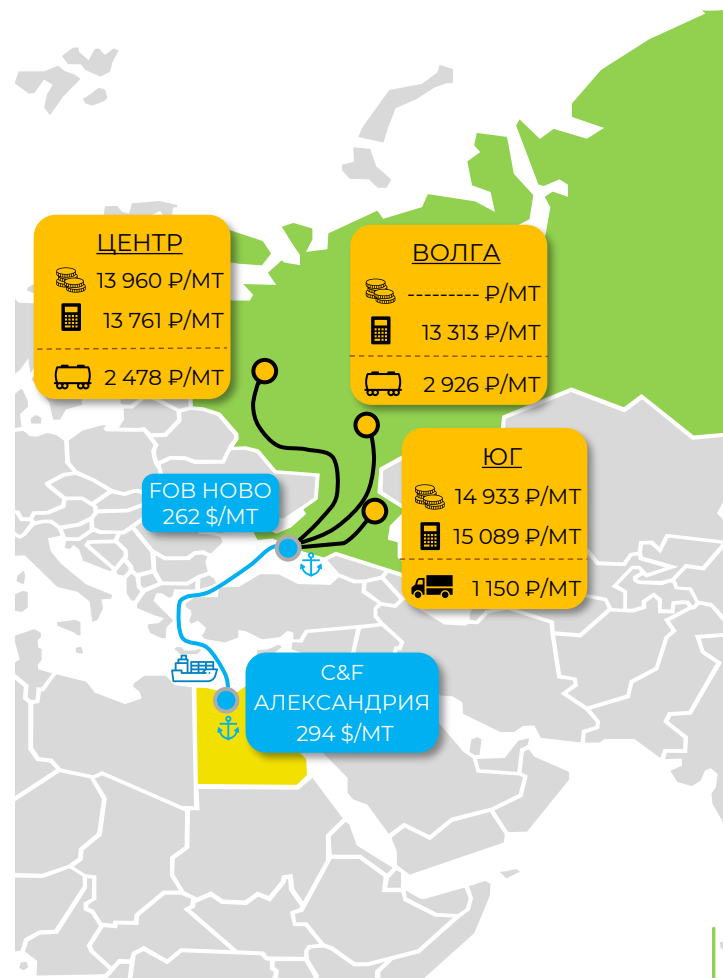 ЦЕНТР
13 960 ₽/МТ
13 761 ₽/МТ
2 478 ₽/МТ
ВОЛГА
--------- ₽/МТ
13 313 ₽/МТ
2 926 ₽/МТ
ЮГ
14 933 ₽/МТ
15 089 ₽/МТ
1 150 ₽/МТ
FOB НОВО
262 $/МТ
C&F
АЛЕКСАНДРИЯ
294 $/МТ